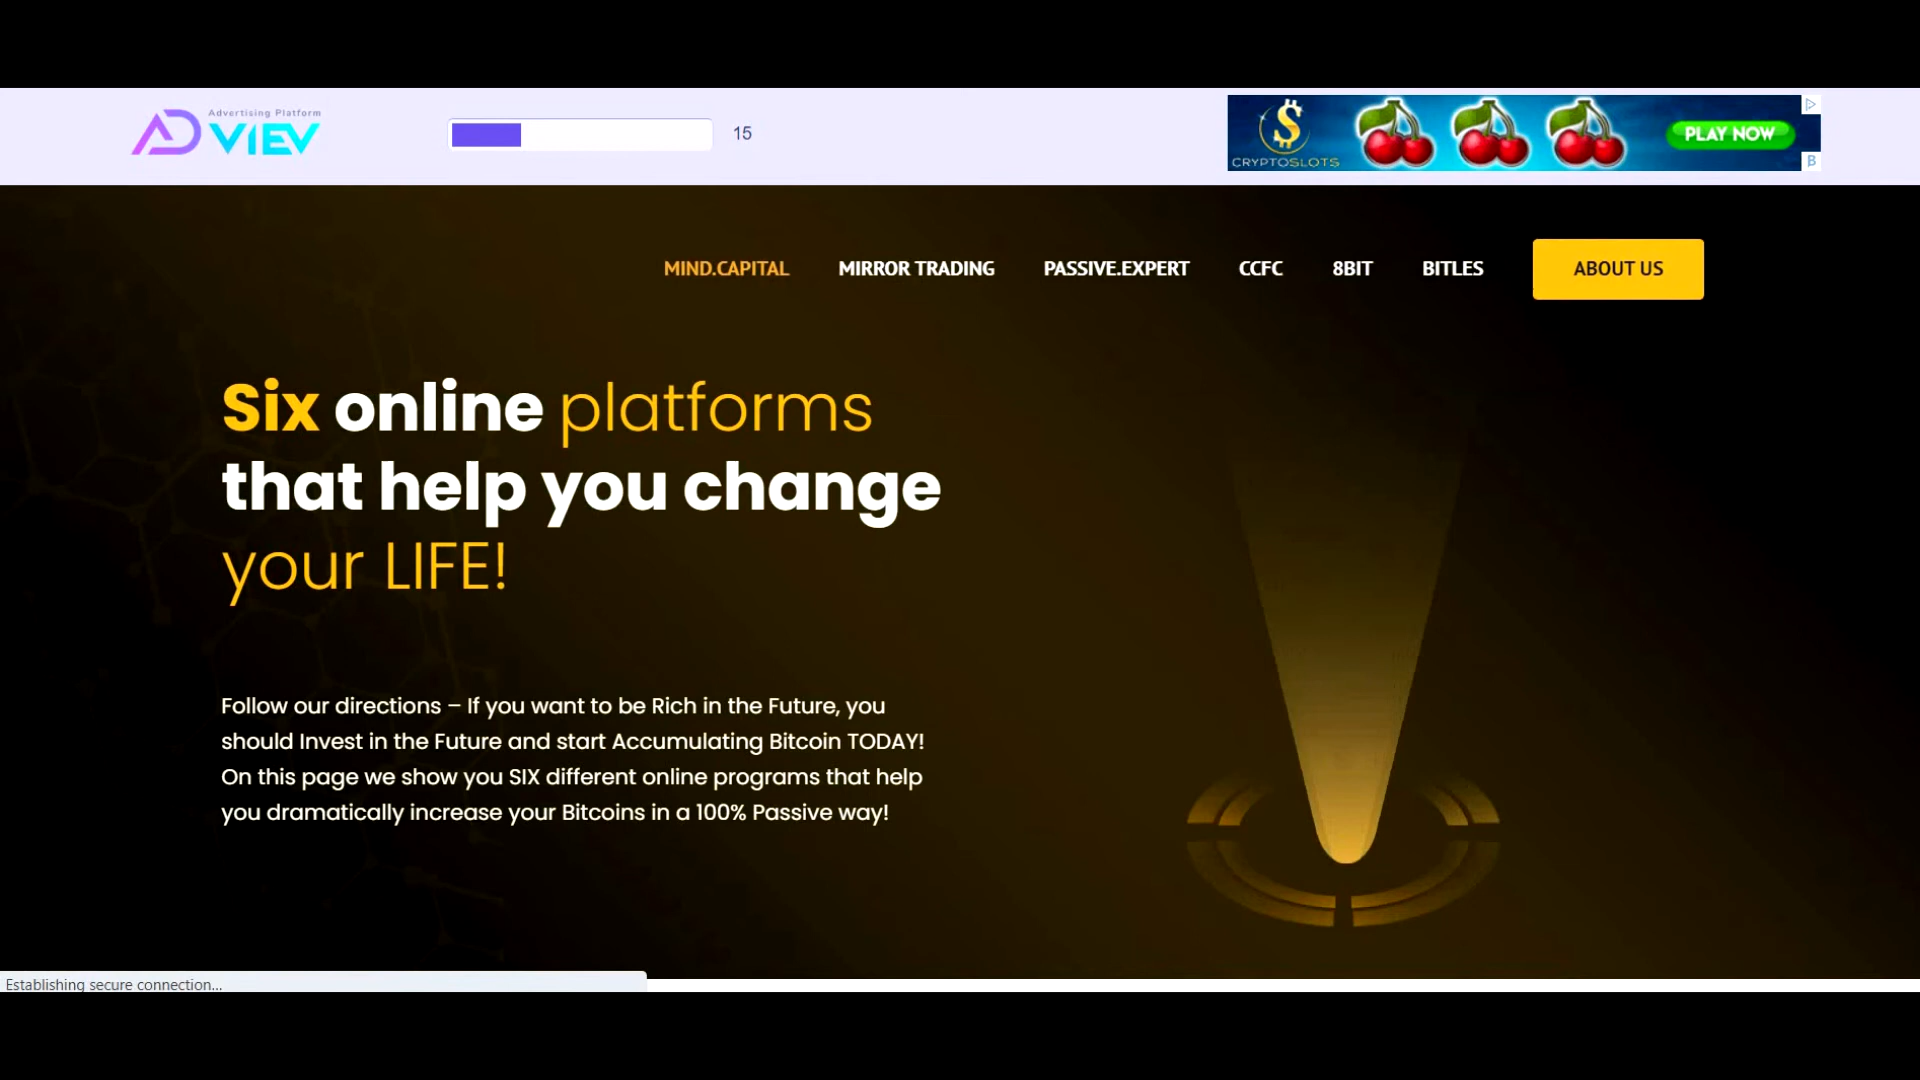 Advertising Platform
AD VIEV
15
CRYPTOSLOTS
PLAY NOW
B
MIND.CAPITAL
MIRROR TRADING
PASSIVE.EXPERT
CCFC
8BIT
BITLES
ABOUT US
Six online platforms
that help you change
your LIFE!
Follow our directions – If you want to be Rich in the Future, you
should Invest in the Future and start Accumulating Bitcoin TODAY!
On this page we show you SIX different online programs that help
you dramatically increase your Bitcoins in a 100% Passive way!
Establishing secure connection...